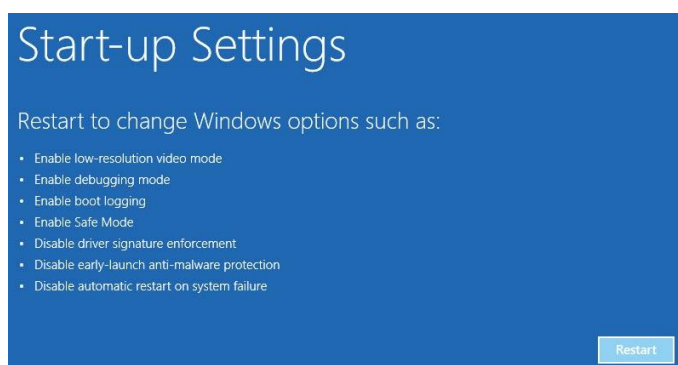 Start-up Settings
Restart to change Windows options such as:
• Enable low-resolution video mode
• Enable debugging mode
• Enable boot logging
• Enable Safe Mode
• Disable driver signature enforcement
• Disable early-launch anti-malware protection
• Disable automatic restart on system failure
Restart